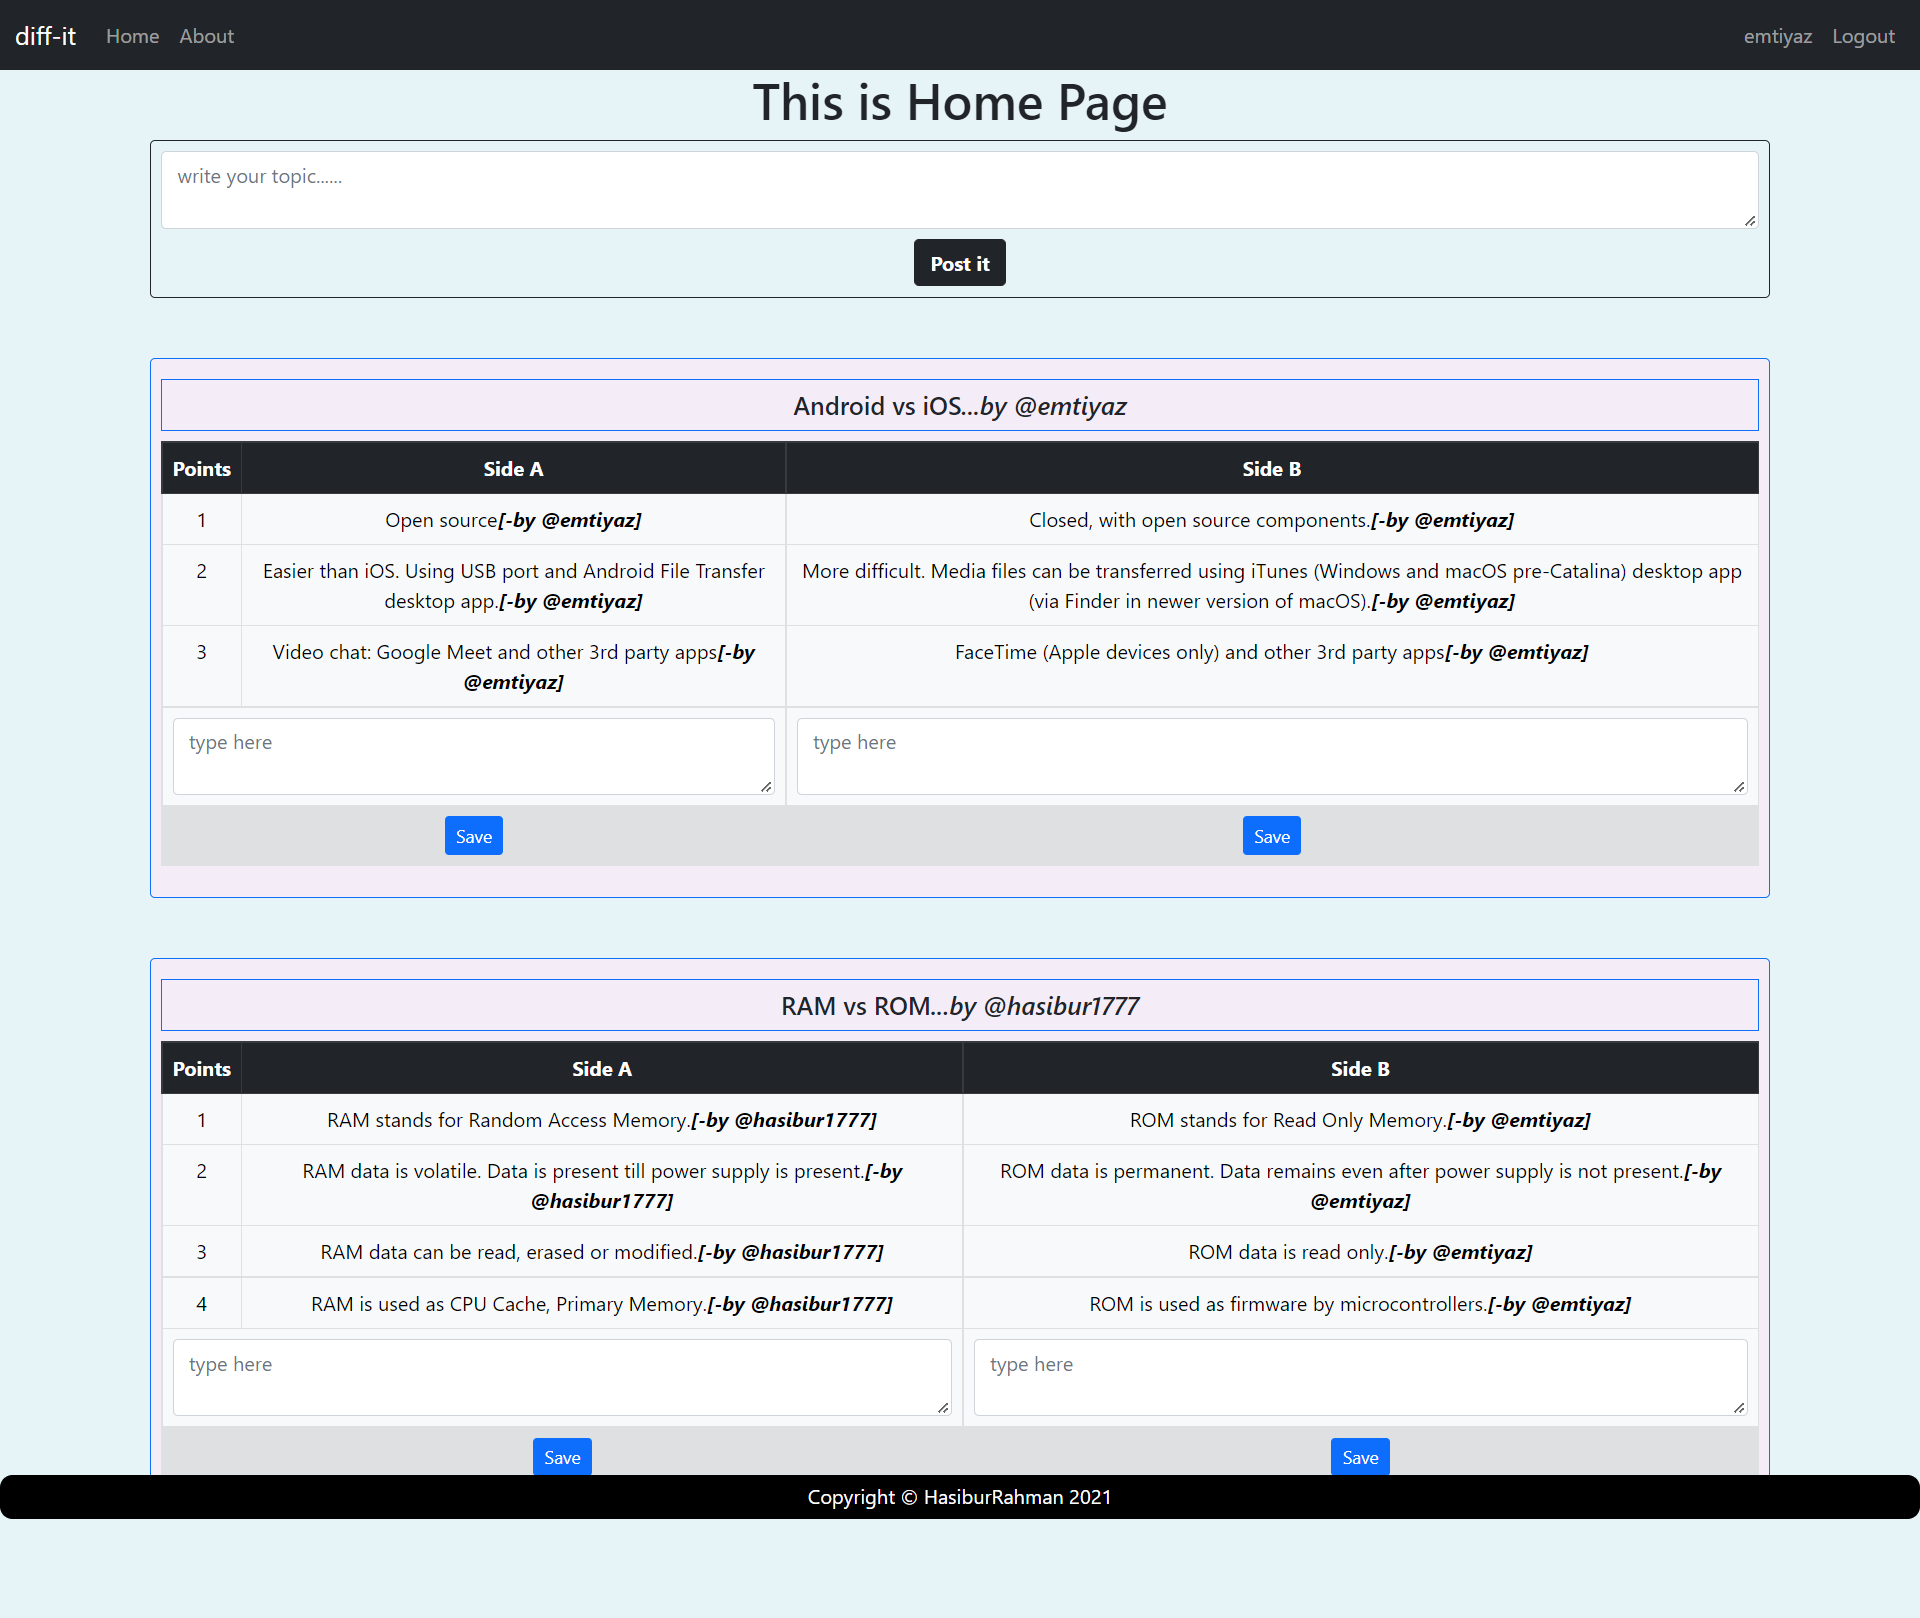 diff-it Home About emtiyaz Logout
This is Home Page
write your topic......
Post it
Android vs iOS...by @emtiyaz
Points Side A Side B
1 Open source[-by @emtiyaz] Closed, with open source components.[-by @emtiyaz]
2 Easier than iOS. Using USB port and Android File Transfer More difficult. Media files can be transferred using iTunes (Windows and macOS pre-Catalina) desktop app
desktop app.[-by @emtiyaz] (via Finder in newer version of macOS).[-by @emtiyaz]
3 Video chat: Google Meet and other 3rd party apps[-by FaceTime (Apple devices only) and other 3rd party apps[-by @emtiyaz]
@emtiyaz]
type here type here
Save Save
RAM vs ROM...by @hasibur1777
Points Side A Side B
1 RAM stands for Random Access Memory.[-by @hasibur1777] ROM stands for Read Only Memory.[-by @emtiyaz]
2 RAM data is volatile. Data is present till power supply is present.[-by ROM data is permanent. Data remains even after power supply is not present.[-by
@hasibur1777] @emtiyaz]
3 RAM data can be read, erased or modified.[-by @hasibur1777] ROM data is read only.[-by @emtiyaz]
4 RAM is used as CPU Cache, Primary Memory.[-by @hasibur1777] ROM is used as firmware by microcontrollers.[-by @emtiyaz]
type here type here
Save Save
Copyright © HasiburRahman 2021